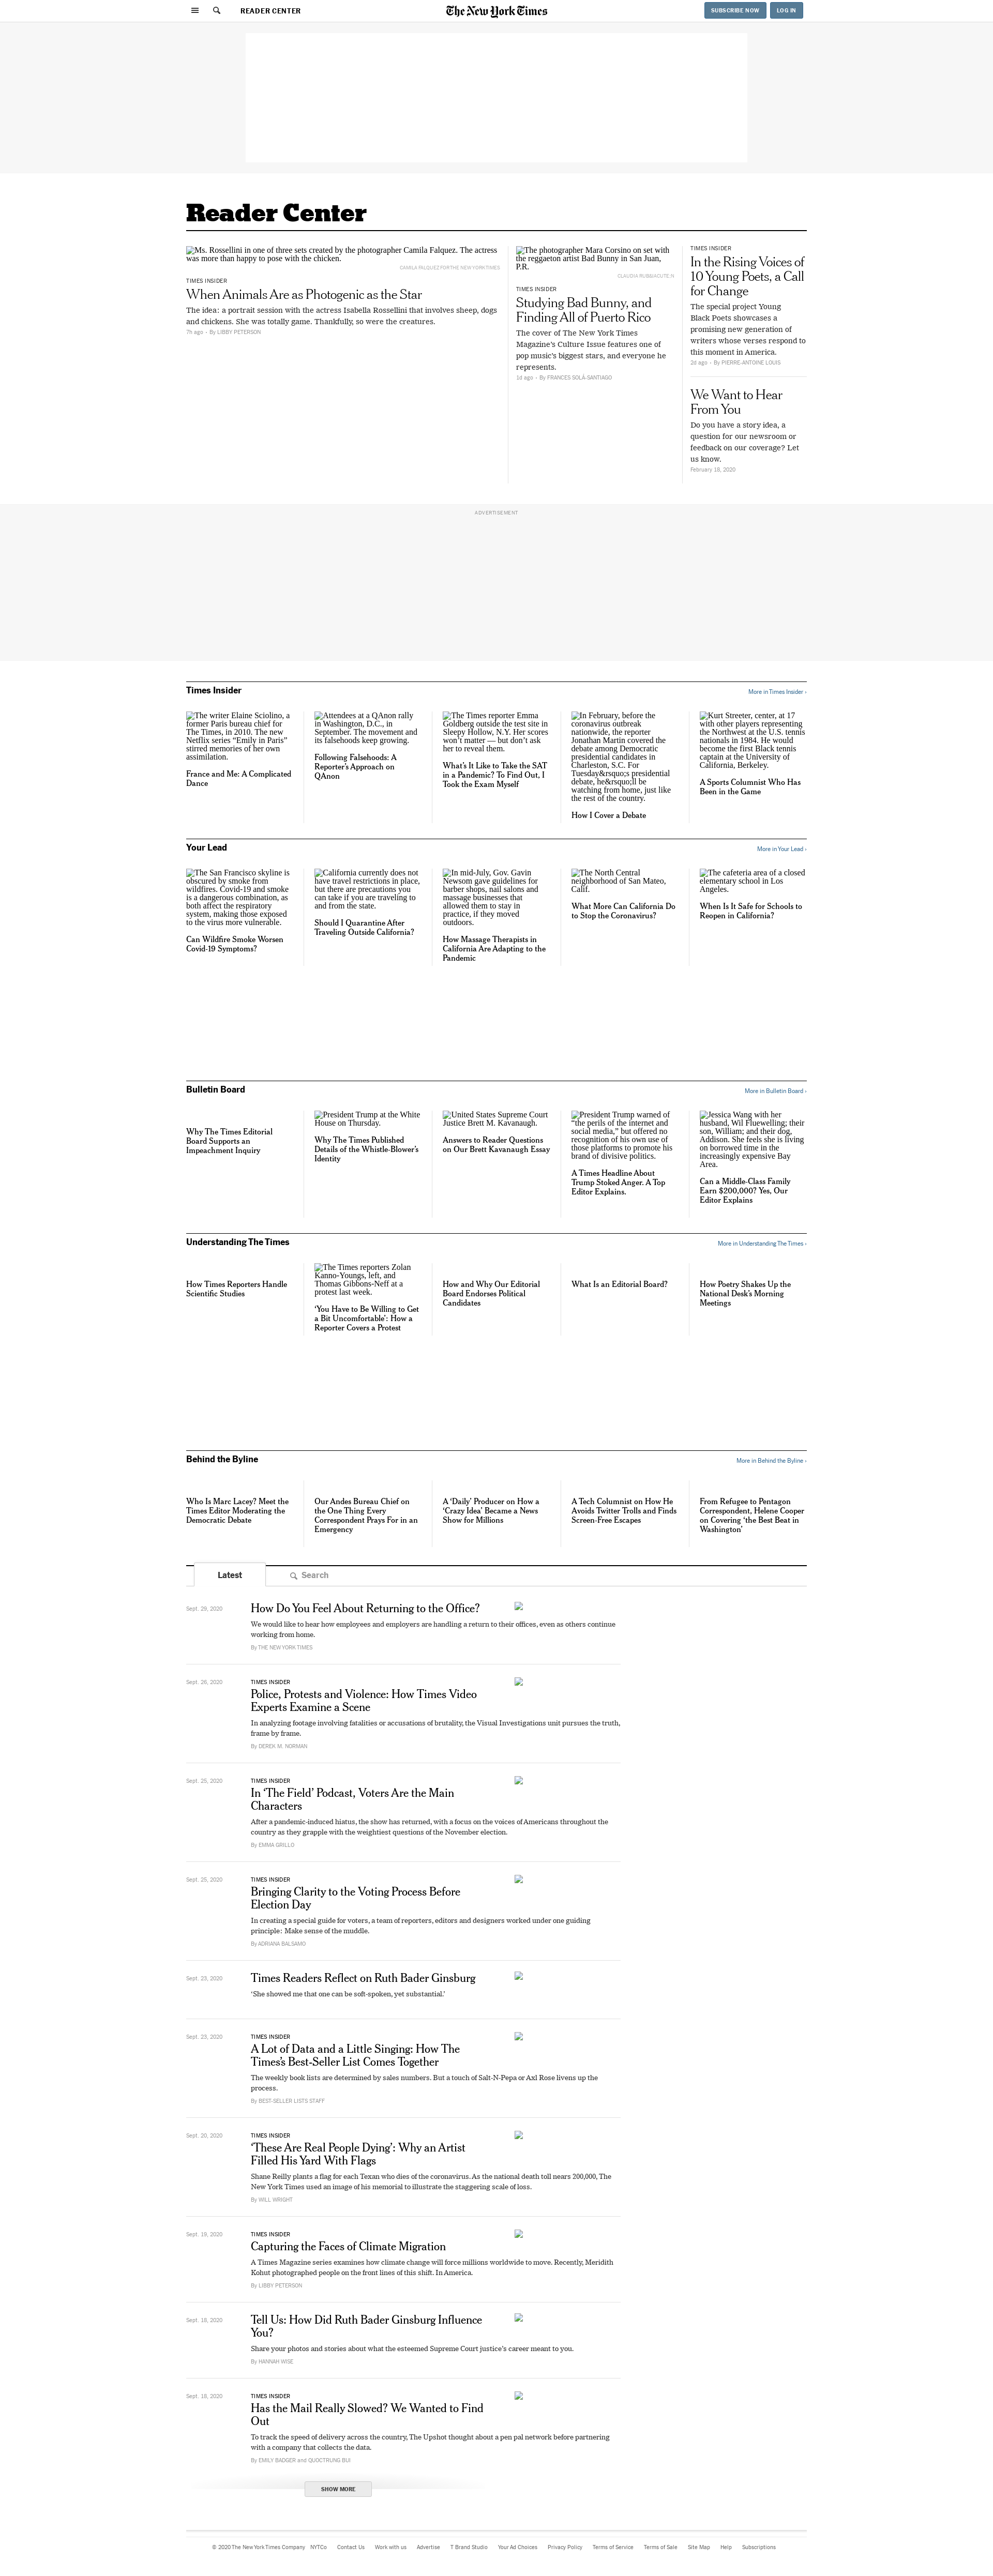 READER CENTER
The New York Times
SUBSCRIBE NOW
LOG IN
Reader Center
Ms. Rossellini in one of three sets created by the photographer Camila Falquez. The actress
was more than happy to pose with the chicken.
CAMILA FALQUEZ FOR THE NEW YORK TIMES
TIMES INSIDER
When Animals Are as Photogenic as the Star
The idea: a portrait session with the actress Isabella Rossellini that involves sheep, dogs
and chickens. She was totally game. Thankfully, so were the creatures.
7h ago · By LIBBY PETERSON
The photographer Mara Corsino on set with
the reggaeton artist Bad Bunny in San Juan,
P.R.
TIMES INSIDER
Studying Bad Bunny, and
Finding All of Puerto Rico
The cover of The New York Times
Magazine's Culture Issue features one of
pop music's biggest stars, and everyone he
represents.
1d ago · By FRANCES SOLÁ-SANTIAGO
TIMES INSIDER
In the Rising Voices of
10 Young Poets, a Call
for Change
The special project Young
Black Poets showcases a
promising new generation of
writers whose verses respond to
this moment in America.
2d ago · By PIERRE-ANTOINE LOUIS
We Want to Hear
From You
Do you have a story idea, a
question for our newsroom or
feedback on our coverage? Let
us know.
February 18, 2020
ADVERTISEMENT
Times Insider
More in Times Insider ›
The writer Elaine Sciolino, a
former Paris bureau chief for
The Times, in 2010. The new
Netflix series “Emily in Paris”
stirred memories of her own
assimilation.
France and Me: A Complicated
Dance
Attendees at a QAnon rally
in Washington, D.C., in
September. The movement and
its falsehoods keep growing.
Following Falsehoods: A
Reporter's Approach on
QAnon
The Times reporter Emma
Goldberg outside the test site in
Sleepy Hollow, N.Y. Her scores
won't matter — but don't ask
her to reveal them.
What's It Like to Take the SAT
in a Pandemic? To Find Out, I
Took the Exam Myself
In February, before the
coronavirus outbreak
nationwide, the reporter
Jonathan Martin covered the
debate among Democratic
presidential candidates in
Charleston, S.C. For
Tuesday&rsquo;s presidential
debate, he&rsquo;ll be
watching from home, just like
the rest of the country.
How I Cover a Debate
Kurt Streeter, center, at 17
with other players representing
the Northwest at the U.S. tennis
nationals in 1984. He would
become the first Black tennis
captain at the University of
California, Berkeley.
A Sports Columnist Who Has
Been in the Game
Your Lead
More in Your Lead ›
The San Francisco skyline is
obscured by smoke from
wildfires. Covid-19 and smoke
is a dangerous combination, as
both affect the respiratory
system, making those exposed
to the virus more vulnerable.
Can Wildfire Smoke Worsen
Covid-19 Symptoms?
California currently does not
have travel restrictions in place,
but there are precautions you
can take if you are traveling to
and from the state.
Should I Quarantine After
Traveling Outside California?
In mid-July, Gov. Gavin
Newsom gave guidelines for
barber shops, nail salons and
massage businesses that
allowed them to stay in
practice, if they moved
outdoors.
How Massage Therapists in
California Are Adapting to the
Pandemic
The North Central
neighborhood of San Mateo,
Calif.
What More Can California Do
to Stop the Coronavirus?
The cafeteria area of a closed
elementary school in Los
Angeles.
When Is It Safe for Schools to
Reopen in California?
Bulletin Board
More in Bulletin Board ›
Why The Times Editorial
Board Supports an
Impeachment Inquiry
President Trump at the White
House on Thursday.
Why The Times Published
Details of the Whistle-Blower's
Identity
United States Supreme Court
Justice Brett M. Kavanaugh.
Answers to Reader Questions
on Our Brett Kavanaugh Essay
President Trump warned of
“the perils of the internet and
social media,” but offered no
recognition of his own use of
those platforms to promote his
brand of divisive politics.
A Times Headline About
Trump Stoked Anger. A Top
Editor Explains.
Jessica Wang with her
husband, Wil Fluewelling; their
son, William; and their dog,
Addison. She feels she is living
on borrowed time in the
increasingly expensive Bay
Area.
Can a Middle-Class Family
Earn $200,000? Yes, Our
Editor Explains
Understanding The Times
More in Understanding The Times ›
How Times Reporters Handle
Scientific Studies
The Times reporters Zolan
Kanno-Youngs, left, and
Thomas Gibbons-Neff at a
protest last week.
‘You Have to Be Willing to Get
a Bit Uncomfortable’: How a
Reporter Covers a Protest
How and Why Our Editorial
Board Endorses Political
Candidates
What Is an Editorial Board?
How Poetry Shakes Up the
National Desk's Morning
Meetings
Behind the Byline
More in Behind the Byline ›
Who Is Marc Lacey? Meet the
Times Editor Moderating the
Democratic Debate
Our Andes Bureau Chief on
the One Thing Every
Correspondent Prays For in an
Emergency
A ‘Daily’ Producer on How a
‘Crazy Idea’ Became a News
Show for Millions
A Tech Columnist on How He
Avoids Twitter Trolls and Finds
Screen-Free Escapes
From Refugee to Pentagon
Correspondent, Helene Cooper
on Covering ‘the Best Beat in
Washington’
Latest
Search
Sept. 29, 2020
How Do You Feel About Returning to the Office?
We would like to hear how employees and employers are handling a return to their offices, even as others continue
working from home.
By THE NEW YORK TIMES
Sept. 26, 2020
TIMES INSIDER
Police, Protests and Violence: How Times Video
Experts Examine a Scene
In analyzing footage involving fatalities or accusations of brutality, the Visual Investigations unit pursues the truth,
frame by frame.
By DEREK M. NORMAN
Sept. 25, 2020
TIMES INSIDER
In ‘The Field’ Podcast, Voters Are the Main
Characters
After a pandemic-induced hiatus, the show has returned, with a focus on the voices of Americans throughout the
country as they grapple with the weightiest questions of the November election.
By EMMA GRILLO
Sept. 25, 2020
TIMES INSIDER
Bringing Clarity to the Voting Process Before
Election Day
In creating a special guide for voters, a team of reporters, editors and designers worked under one guiding
principle: Make sense of the muddle.
By ADRIANA BALSAMO
Sept. 23, 2020
Times Readers Reflect on Ruth Bader Ginsburg
‘She showed me that one can be soft-spoken, yet substantial.’
Sept. 23, 2020
TIMES INSIDER
A Lot of Data and a Little Singing: How The
Times's Best-Seller List Comes Together
The weekly book lists are determined by sales numbers. But a touch of Salt-N-Pepa or Axl Rose livens up the
process.
By BEST-SELLER LISTS STAFF
Sept. 20, 2020
TIMES INSIDER
‘These Are Real People Dying’: Why an Artist
Filled His Yard With Flags
Shane Reilly plants a flag for each Texan who dies of the coronavirus. As the national death toll nears 200,000, The
New York Times used an image of his memorial to illustrate the staggering scale of loss.
By WILL WRIGHT
Sept. 19, 2020
TIMES INSIDER
Capturing the Faces of Climate Migration
A Times Magazine series examines how climate change will force millions worldwide to move. Recently, Meridith
Kohut photographed people on the front lines of this shift. In America.
By LIBBY PETERSON
Sept. 18, 2020
Tell Us: How Did Ruth Bader Ginsburg Influence
You?
Share your photos and stories about what the esteemed Supreme Court justice's career meant to you.
By HANNAH WISE
Sept. 18, 2020
TIMES INSIDER
Has the Mail Really Slowed? We Wanted to Find
Out
To track the speed of delivery across the country, The Upshot thought about a pen pal network before partnering
with a company that collects the data.
By EMILY BADGER and QUOCTRUNG BUI
SHOW MORE
© 2020 The New York Times Company NYTCo Contact Us Work with us Advertise T Brand Studio Your Ad Choices Privacy Policy Terms of Service Terms of Sale Site Map Help Subscriptions